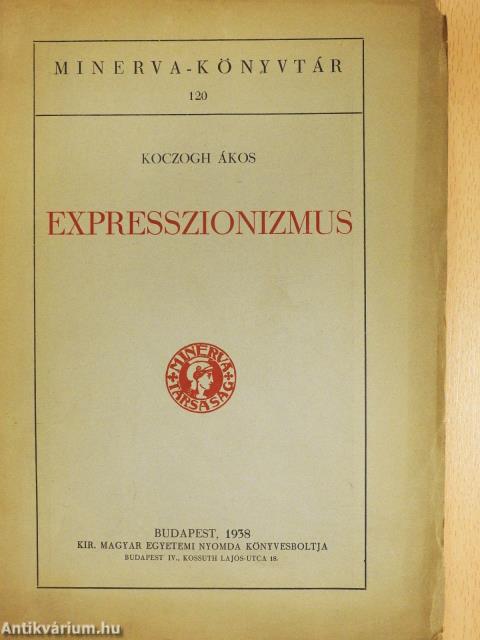 MINERVA-KÖNYVTÁR
120
KOCZOGH ÁKOS
EXPRESSZIONIZMUS
MINERVA
TÁRSASÁG
BUDAPEST, 1938
KIR. MAGYAR EGYETEMI NYOMDA KÖNYVESBOLTJA
BUDAPEST IV., KOSSUTH LAJOS-UTCA 18.
Antikvárium.hu